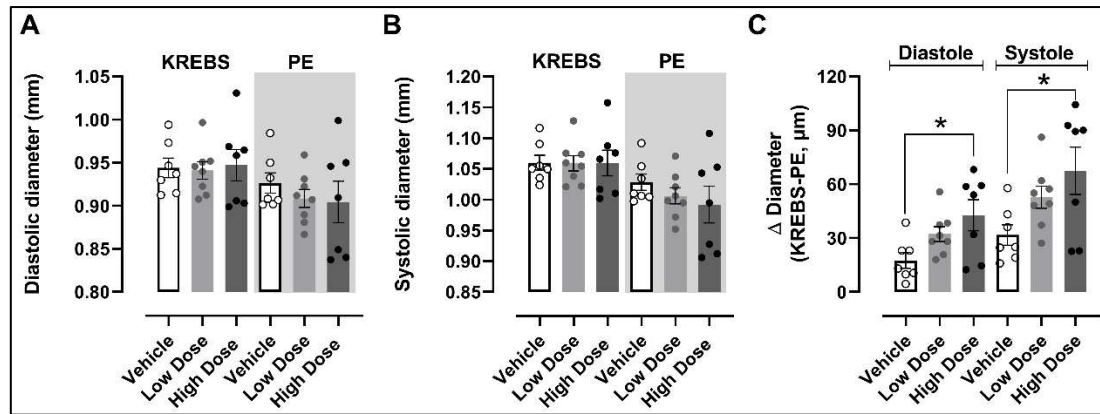 A
KREBS PE
Diastolic diameter (mm)
1.05
1.00
0.95
0.90
0.85
0.80
Vehicle
Low Dose
High Dose
Vehicle
Low Dose
High Dose
B
KREBS PE
Systolic diameter (mm)
1.20
1.15
1.10
1.05
1.00
0.95
0.90
0.85
Vehicle
Low Dose
High Dose
Vehicle
Low Dose
High Dose
C
Diastole Systole
Δ Diameter
(KREBS-PE, µm)
120
90
60
30
0
*
*
Vehicle
Low Dose
High Dose
Vehicle
Low Dose
High Dose